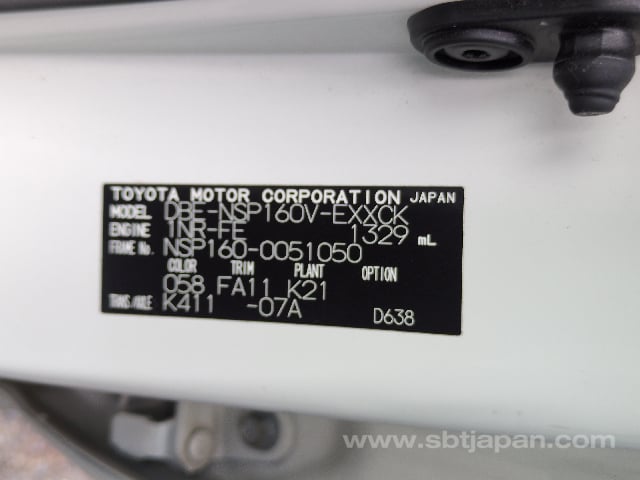 TOYOTA MOTOR CORPORATION JAPAN
MODEL DBE-NSP160V-EXXCK
ENGINE 1NR-FE 1329 mL
FRAME No. NSP160-0051050
COLOR TRIM PLANT OPTION
058 FA11 K21
TRANS/AXLE K411 -07A D638
www.sbtjapan.com